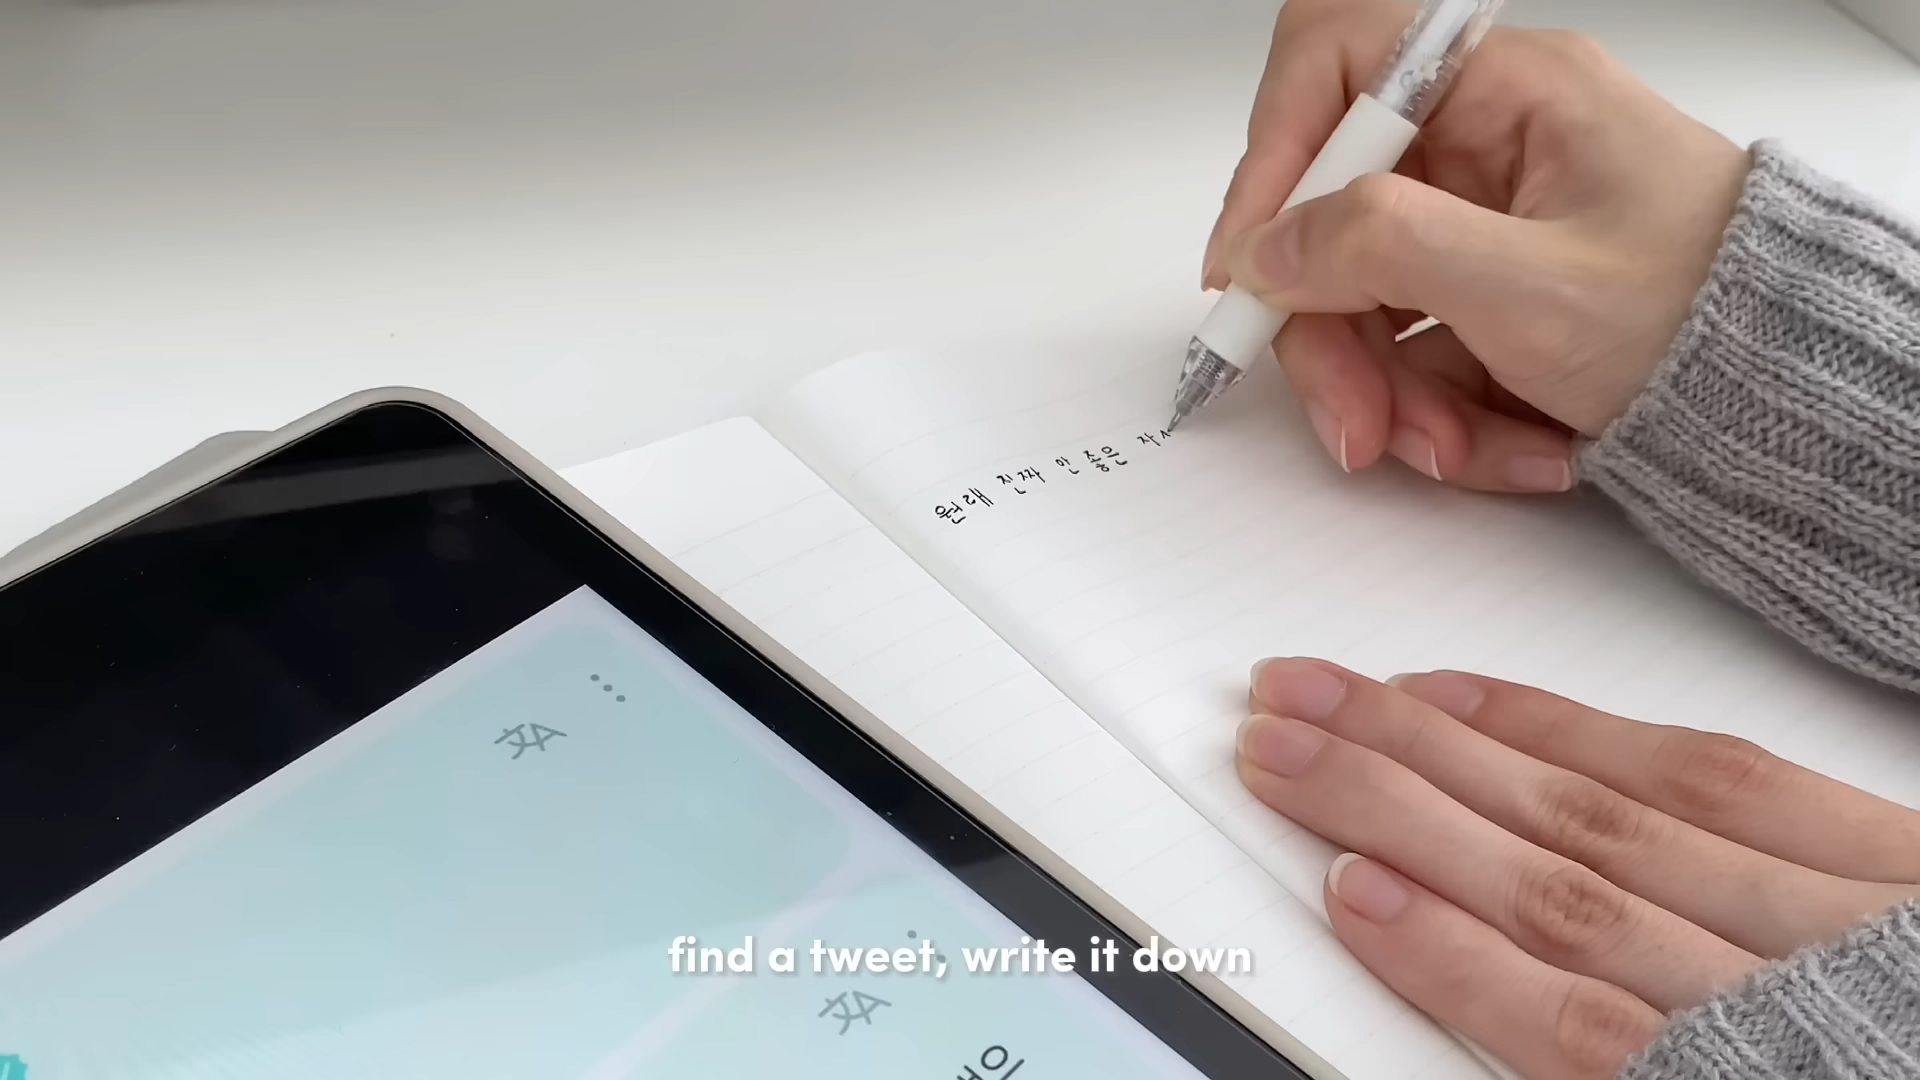 원래 진짜 안 좋은 자
find a tweet, write it down